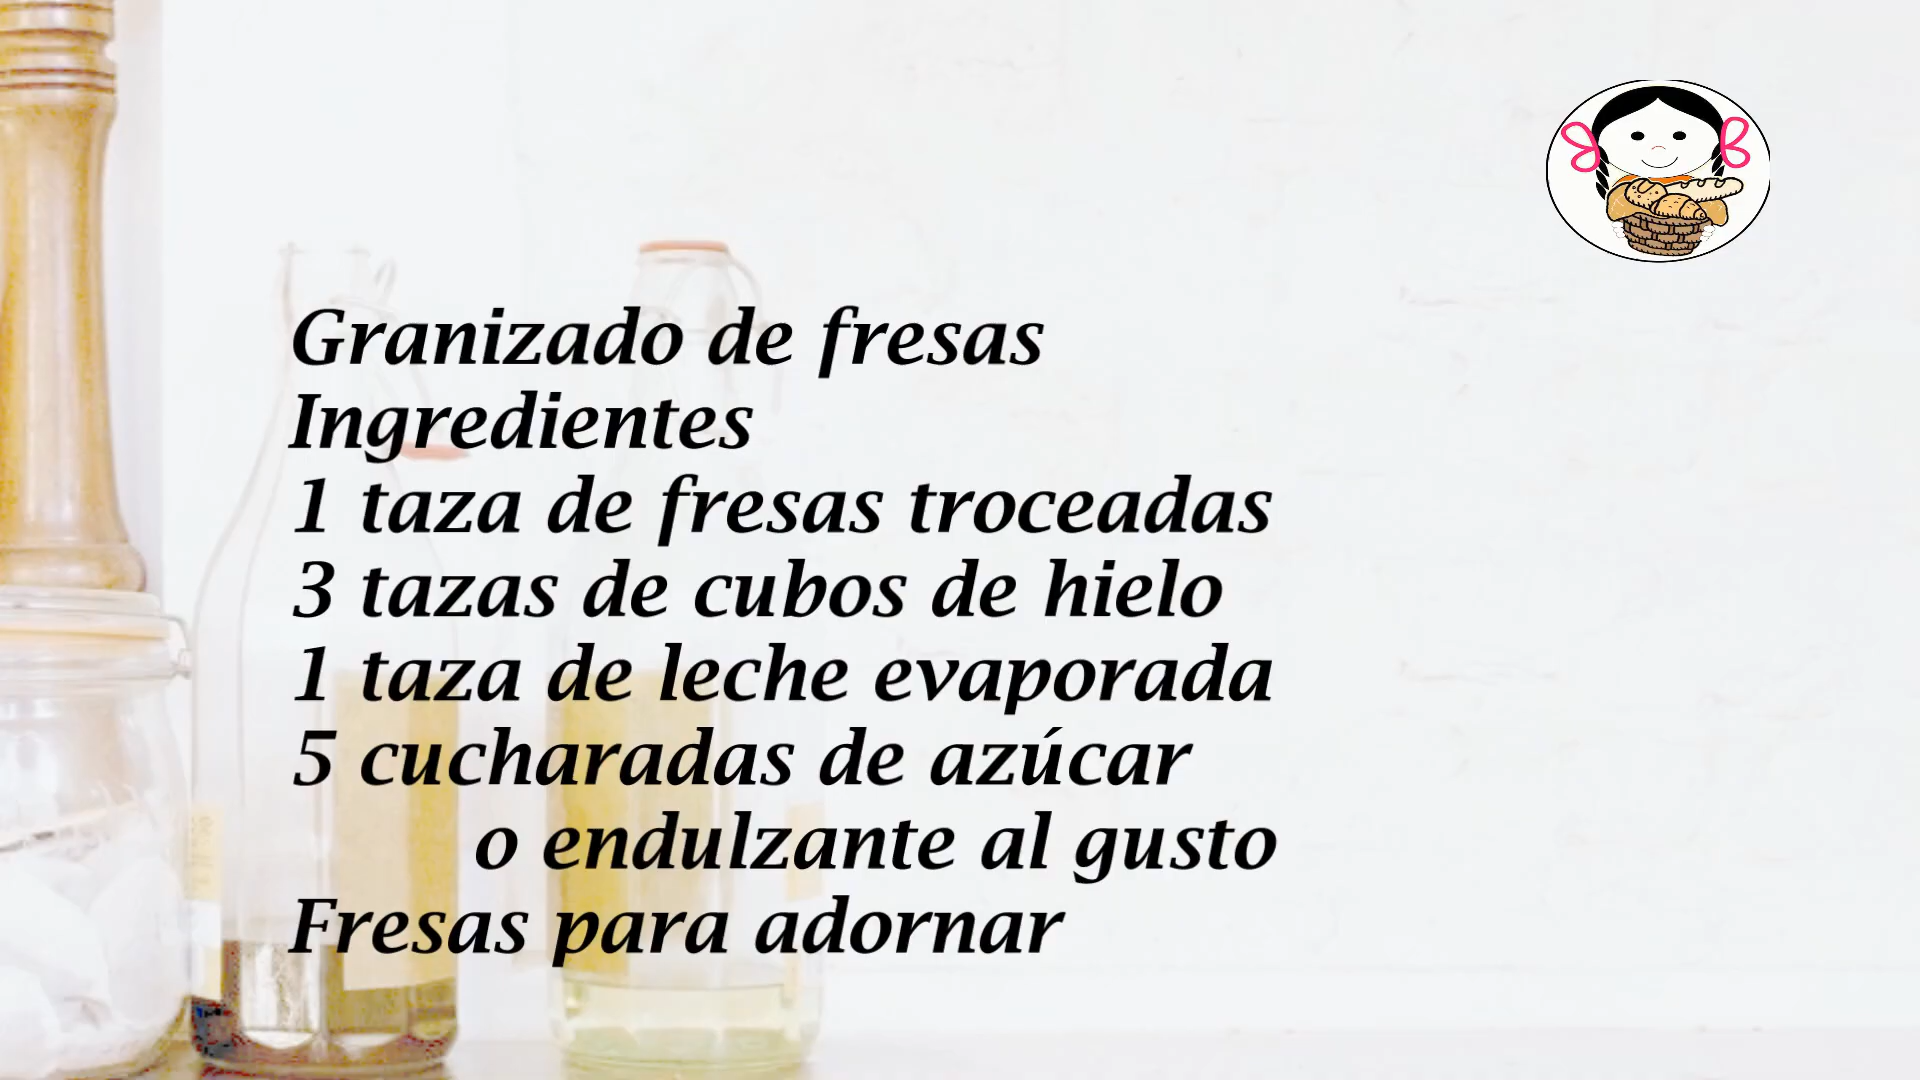 Granizado de fresas
Ingredientes
1 taza de fresas troceadas
3 tazas de cubos de hielo
1 taza de leche evaporada
5 cucharadas de azúcar
o endulzante al gusto
Fresas para adornar